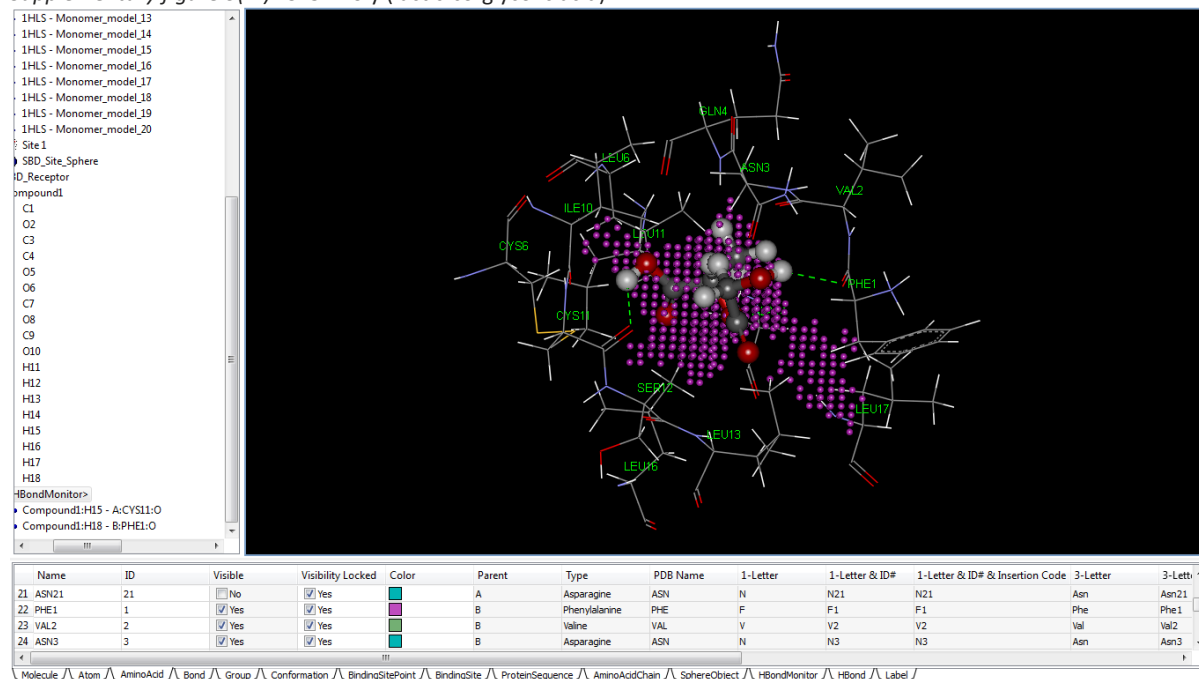 1HLS - Monomer_model_13
1HLS - Monomer_model_14
1HLS - Monomer_model_15
1HLS - Monomer_model_16
1HLS - Monomer_model_17
1HLS - Monomer_model_18
1HLS - Monomer_model_19
1HLS - Monomer_model_20
Site 1
SBD_Site_Sphere
BD_Receptor
ompound1
C1
O2
C3
C4
O5
O6
C7
O8
C9
O10
H11
H12
H13
H14
H15
H16
H17
H18
HBondMonitor>
Compound1:H15 - A:CYS11:O
Compound1:H18 - B:PHE1:O
GLN4
LEU6
ASN3
VAL2
ILE10
LEU11
CYS6
PHE1
CYS11
SER12
LEU17
LEU13
LEU16
Name ID Visible Visibility Locked Color Parent Type PDB Name 1-Letter 1-Letter & ID# 1-Letter & ID# & Insertion Code 3-Letter 3-Lett
21 ASN21 21 No Yes A Asparagine ASN N N21 N21 Asn Asn21
22 PHE1 1 Yes Yes B Phenylalanine PHE F F1 F1 Phe Phe1
23 VAL2 2 Yes Yes B Valine VAL V V2 V2 Val Val2
24 ASN3 3 Yes Yes B Asparagine ASN N N3 N3 Asn Asn3
Molecule Atom AminoAcid Bond Group Conformation BindingSitePoint BindingSite ProteinSequence AminoAcidChain SphereObject HBondMonitor HBond Label